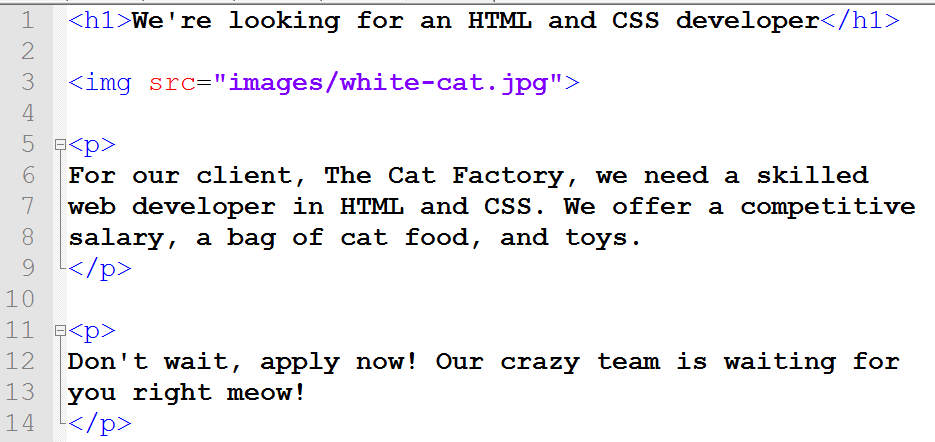 1 <h1>We're looking for an HTML and CSS developer</h1>
2
3 <img src="images/white-cat.jpg">
4
5 <p>
6 For our client, The Cat Factory, we need a skilled
7 web developer in HTML and CSS. We offer a competitive
8 salary, a bag of cat food, and toys.
9 </p>
10
11 <p>
12 Don't wait, apply now! Our crazy team is waiting for
13 you right meow!
14 </p>